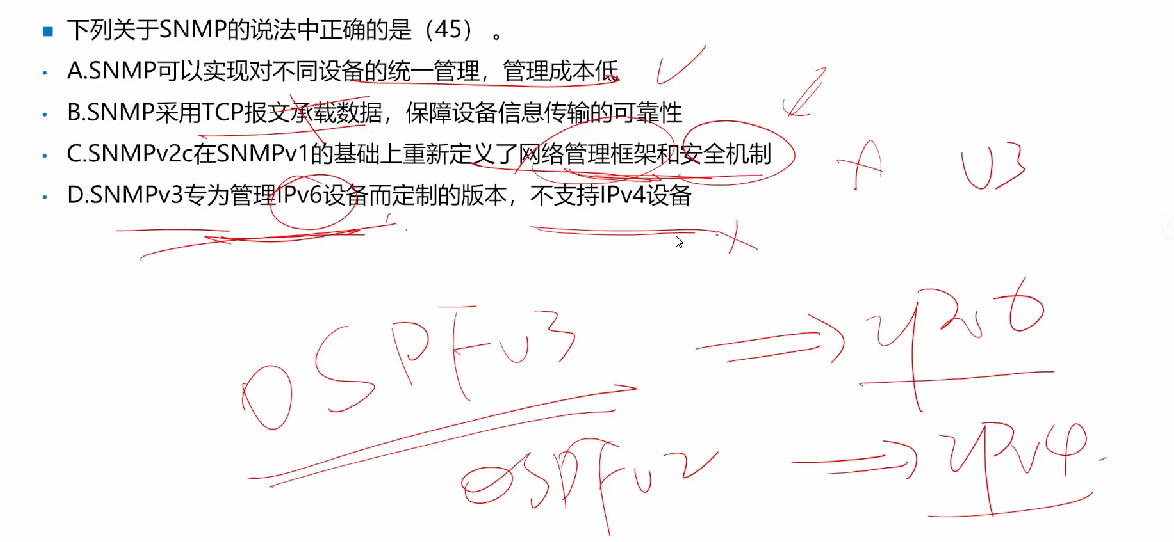 下列关于SNMP的说法中正确的是（45）。
A.SNMP可以实现对不同设备的统一管理，管理成本低
B.SNMP采用TCP报文承载数据，保障设备信息传输的可靠性
C.SNMPv2c在SNMPv1的基础上重新定义了网络管理框架和安全机制
V3
D.SNMPv3专为管理IPv6设备而定制的版本，不支持IPv4设备
OSPFv3 IPv6
OSPFv2 IPv4